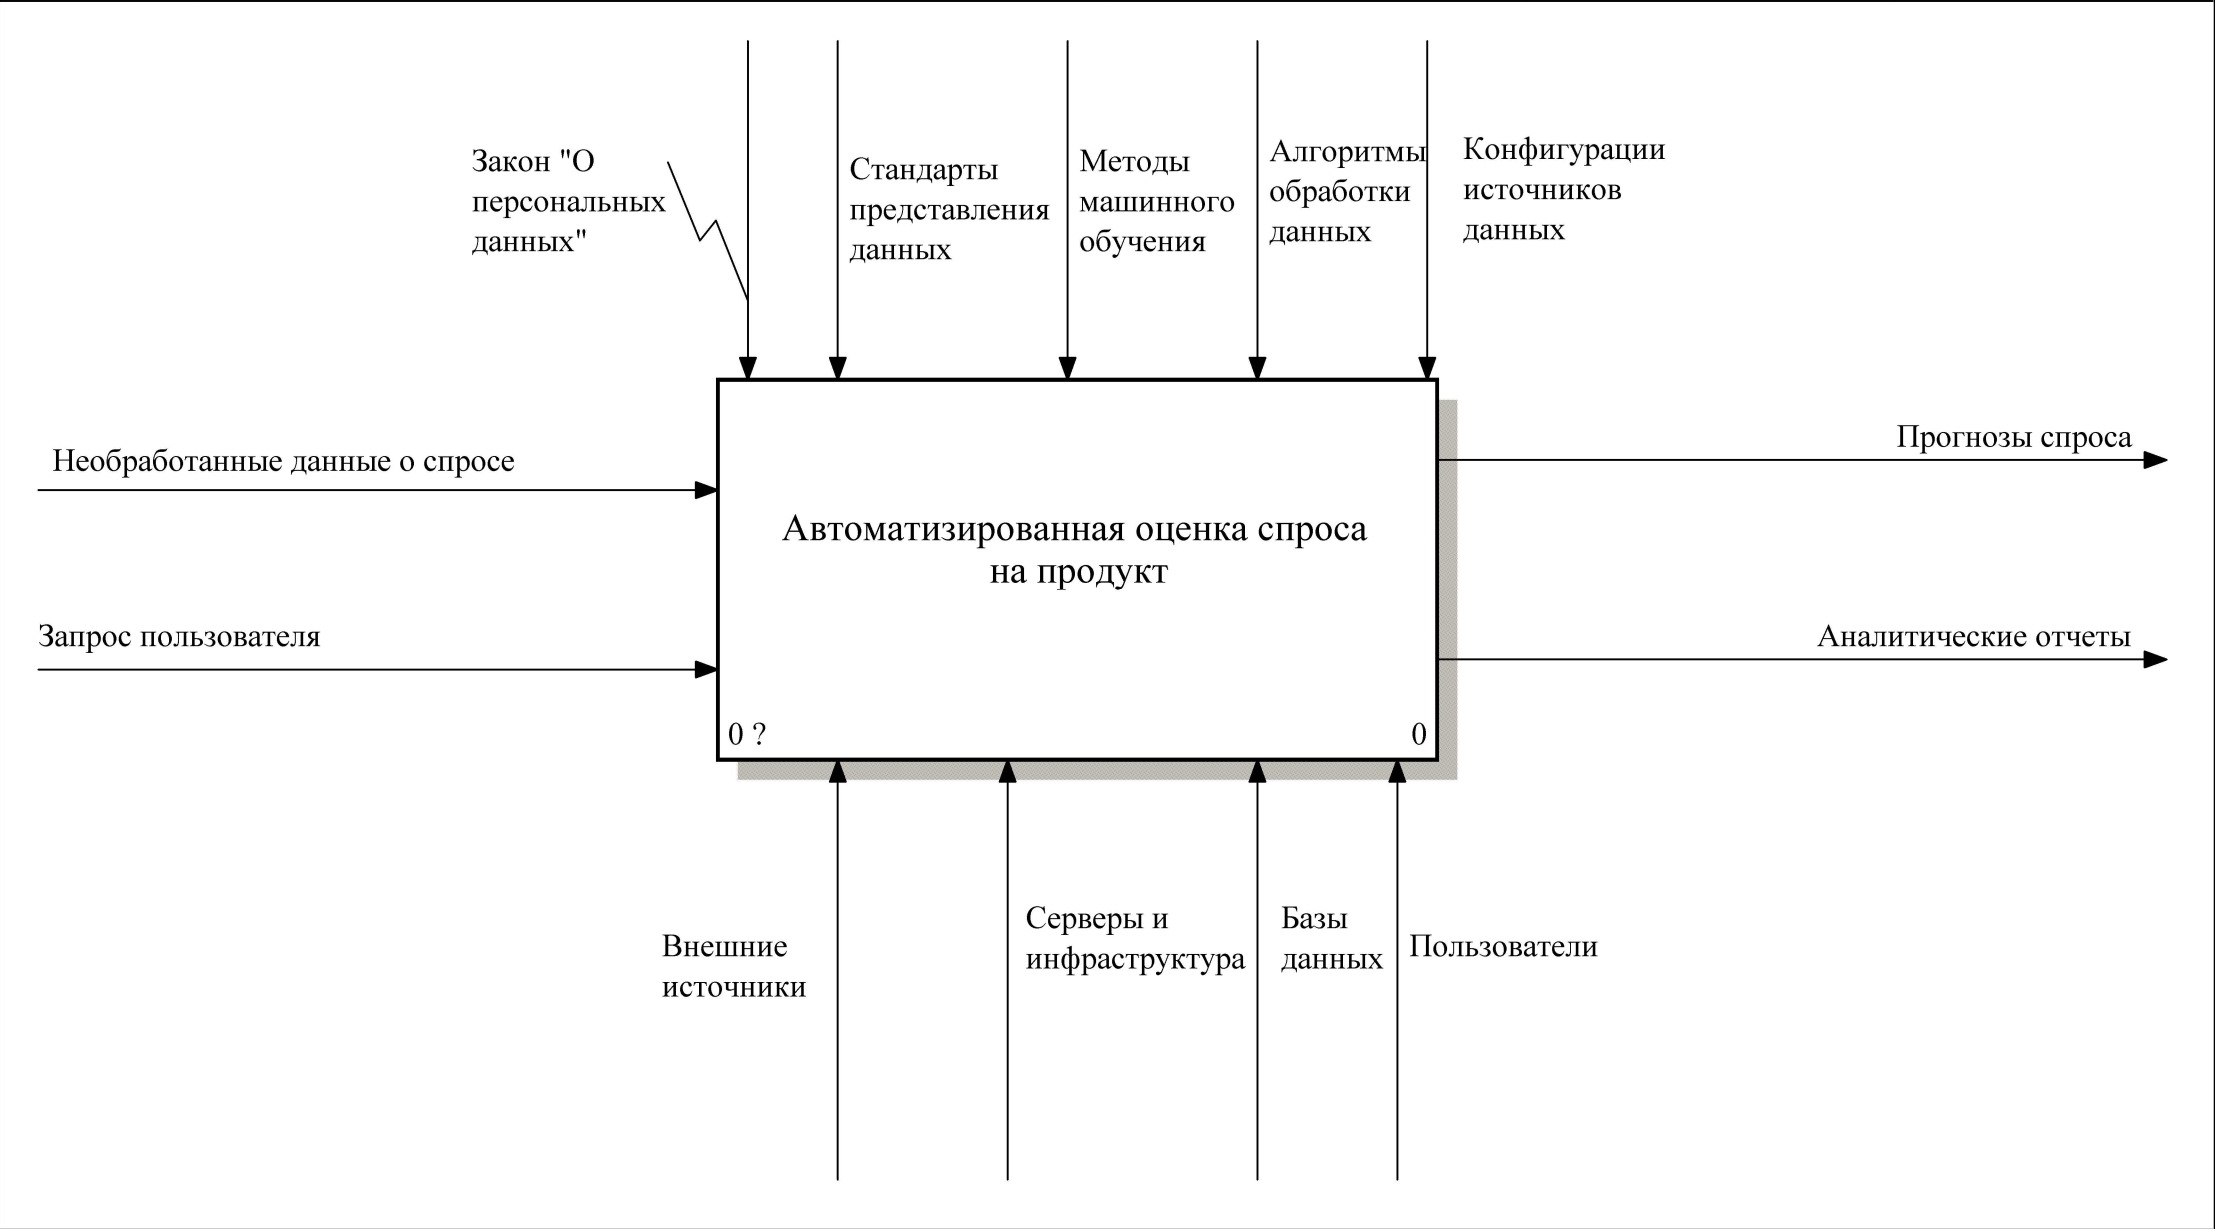 Закон "О
персональных
данных"
Стандарты
представления
данных
Методы
машинного
обучения
Алгоритмы
обработки
данных
Конфигурации
источников
данных
Необработанные данные о спросе
Запрос пользователя
Автоматизированная оценка спроса
на продукт
0 ?
0
Прогнозы спроса
Аналитические отчеты
Внешние
источники
Серверы и
инфраструктура
Базы
данных
Пользователи